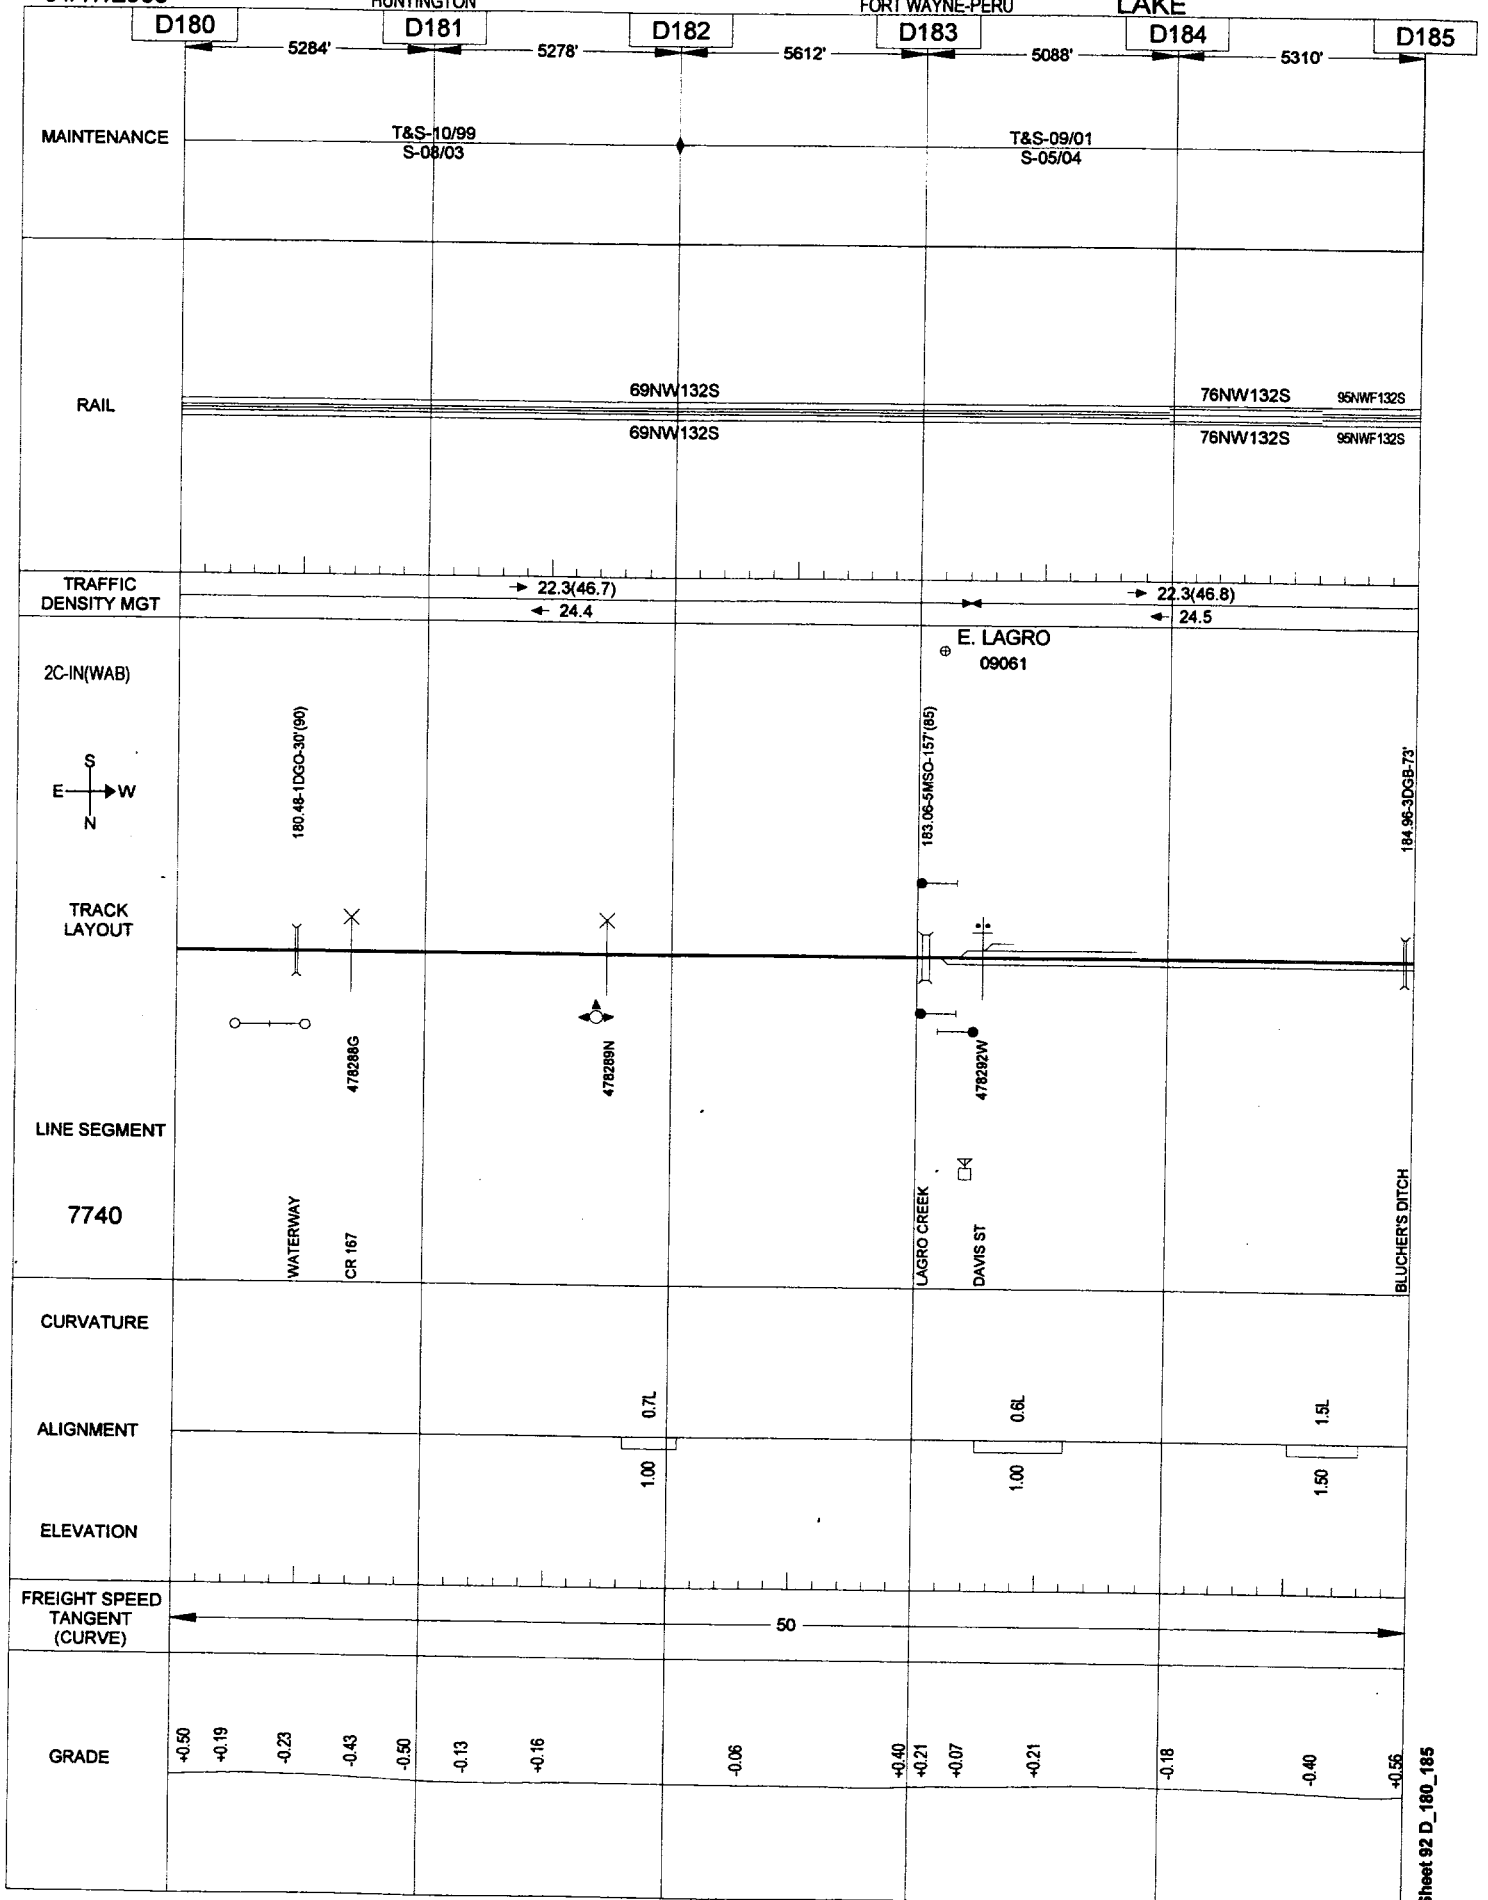 HUNTINGTON FORT WAYNE-PERU LAKE
D180 D181 D182 D183 D184 D185
5284' 5278' 5612' 5088' 5310'
MAINTENANCE
T&S-10/99 T&S-09/01
S-08/03 S-05/04
RAIL
69NW132S 76NW132S 95NWF132S
69NW132S 76NW132S 95NWF132S
TRAFFIC
DENSITY MGT
22.3(46.7) 22.3(46.8)
24.4 24.5
E. LAGRO
09061
2C-IN(WAB)
S
E W
N
180.48-1DGO-30'(90)
183.06-5MSO-157'(85)
184.96-3DGB-73'
TRACK
LAYOUT
478288G
478289N
478292W
LINE SEGMENT
7740
WATERWAY
CR 167
LAGRO CREEK
DAVIS ST
BLUCHER'S DITCH
CURVATURE
0.7L 0.6L 1.5L
ALIGNMENT
1.00 1.00 1.50
ELEVATION
FREIGHT SPEED
TANGENT
(CURVE)
50
GRADE
+0.50 +0.19 -0.23 -0.43 -0.50 -0.13 +0.16 -0.06 +0.40 +0.21 +0.07 +0.21 -0.18 -0.40 +0.56
Sheet 92 D_180_185